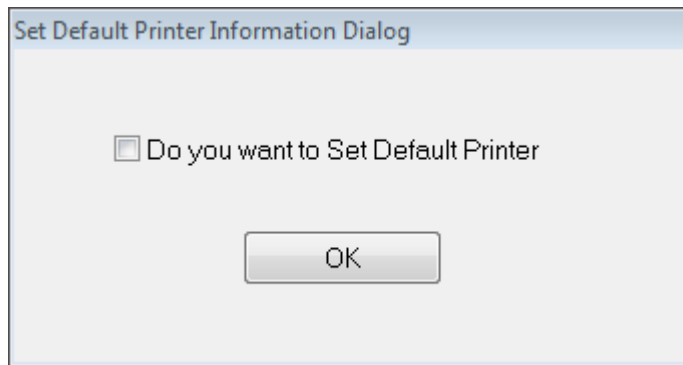 Set Default Printer Information Dialog
Do you want to Set Default Printer
OK